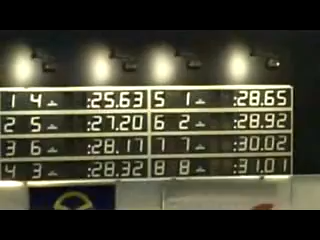 1 4 :25.63 5 1 :28.65
2 5 :27.20 6 2 :28.92
3 6 :28.17 7 7 :30.02
4 3 :28.32 8 8 :31.01